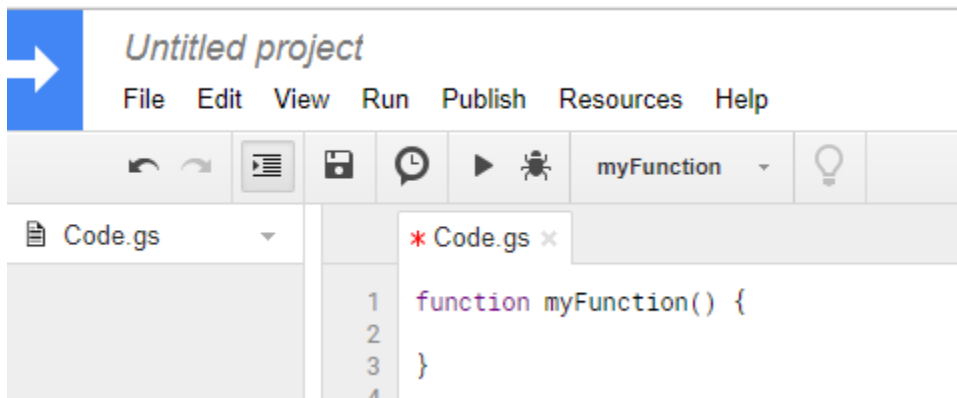 Untitled project
File Edit View Run Publish Resources Help
myFunction
Code.gs
* Code.gs ×
1 function myFunction() {
2
3 }
4